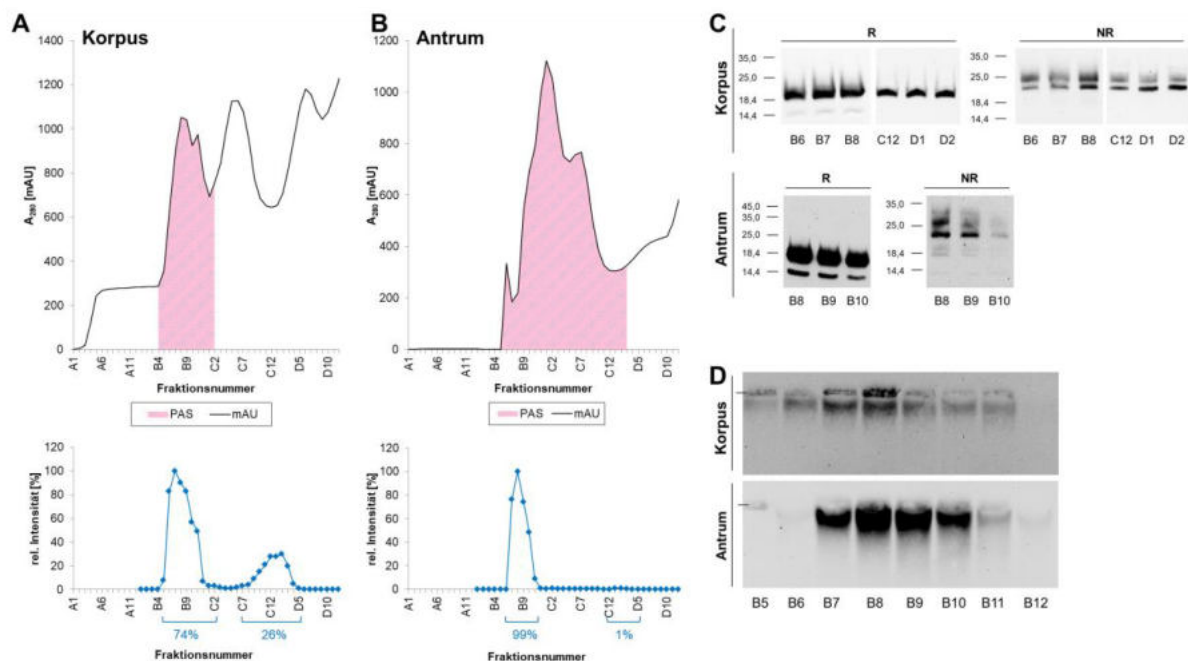 A Korpus
1400
1200
1000
800
600
400
200
0
A₂₈₀ [mAU]
A1 A6 A11 B4 B9 C2 C7 C12 D5 D10
Fraktionsnummer
PAS mAU
120
100
80
60
40
20
0
rel. Intensität [%]
A1 A6 A11 B4 B9 C2 C7 C12 D5 D10
74% 26%
Fraktionsnummer
B Antrum
1200
1000
800
600
400
200
0
A₂₈₀ [mAU]
A1 A6 A11 B4 B9 C2 C7 C12 D5 D10
Fraktionsnummer
PAS mAU
120
100
80
60
40
20
0
rel. Intensität [%]
A1 A6 A11 B4 B9 C2 C7 C12 D5 D10
99% 1%
Fraktionsnummer
C
Korpus
R
35,0
25,0
18,4
14,4
B6 B7 B8 C12 D1 D2
NR
35,0
25,0
18,4
14,4
B6 B7 B8 C12 D1 D2
Antrum
R
45,0
35,0
25,0
18,4
14,4
B8 B9 B10
NR
35,0
25,0
18,4
14,4
B8 B9 B10
D
Korpus
Antrum
B5 B6 B7 B8 B9 B10 B11 B12